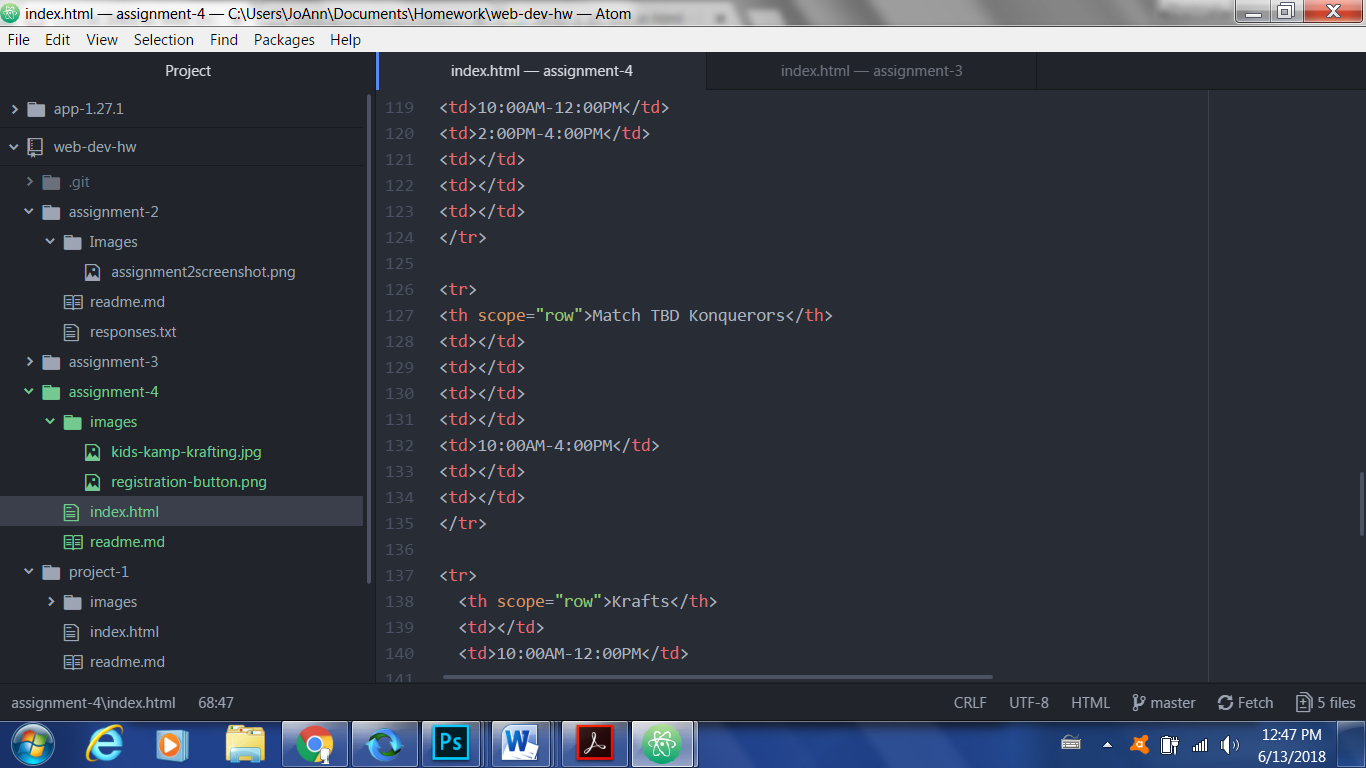 index.html — assignment-4 — C:\Users\JoAnn\Documents\Homework\web-dev-hw — Atom
File Edit View Selection Find Packages Help
Project
app-1.27.1
web-dev-hw
.git
assignment-2
Images
assignment2screenshot.png
readme.md
responses.txt
assignment-3
assignment-4
images
kids-kamp-krafting.jpg
registration-button.png
index.html
readme.md
project-1
images
index.html
readme.md
index.html — assignment-4
index.html — assignment-3
119 <td>10:00AM-12:00PM</td>
120 <td>2:00PM-4:00PM</td>
121 <td></td>
122 <td></td>
123 <td></td>
124 </tr>
125
126 <tr>
127 <th scope="row">Match TBD Konquerors</th>
128 <td></td>
129 <td></td>
130 <td></td>
131 <td></td>
132 <td>10:00AM-4:00PM</td>
133 <td></td>
134 <td></td>
135 </tr>
136
137 <tr>
138 <th scope="row">Krafts</th>
139 <td></td>
140 <td>10:00AM-12:00PM</td>
141
assignment-4\index.html 68:47 CRLF UTF-8 HTML master Fetch 5 files
Ps
W
12:47 PM
6/13/2018